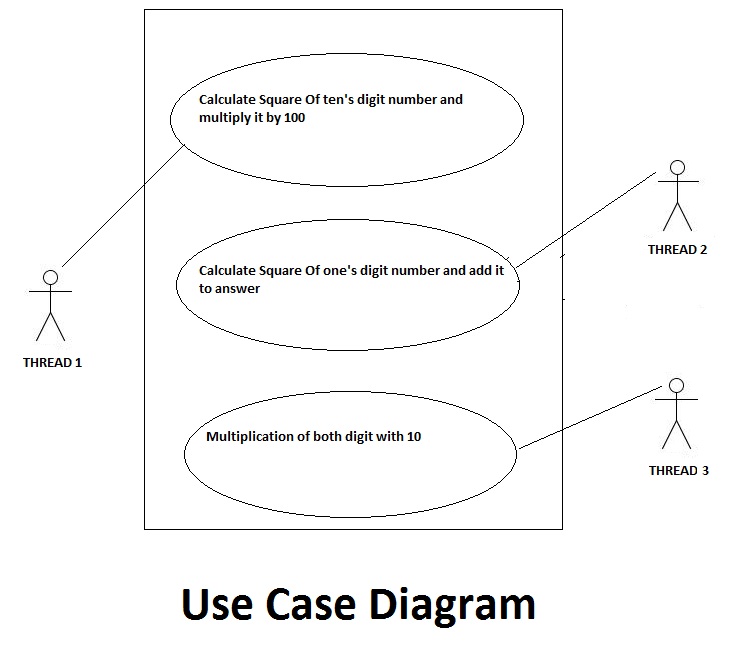 Calculate Square Of ten's digit number and
multiply it by 100
THREAD 2
Calculate Square Of one's digit number and add it
to answer
THREAD 1
Multiplication of both digit with 10
THREAD 3
Use Case Diagram